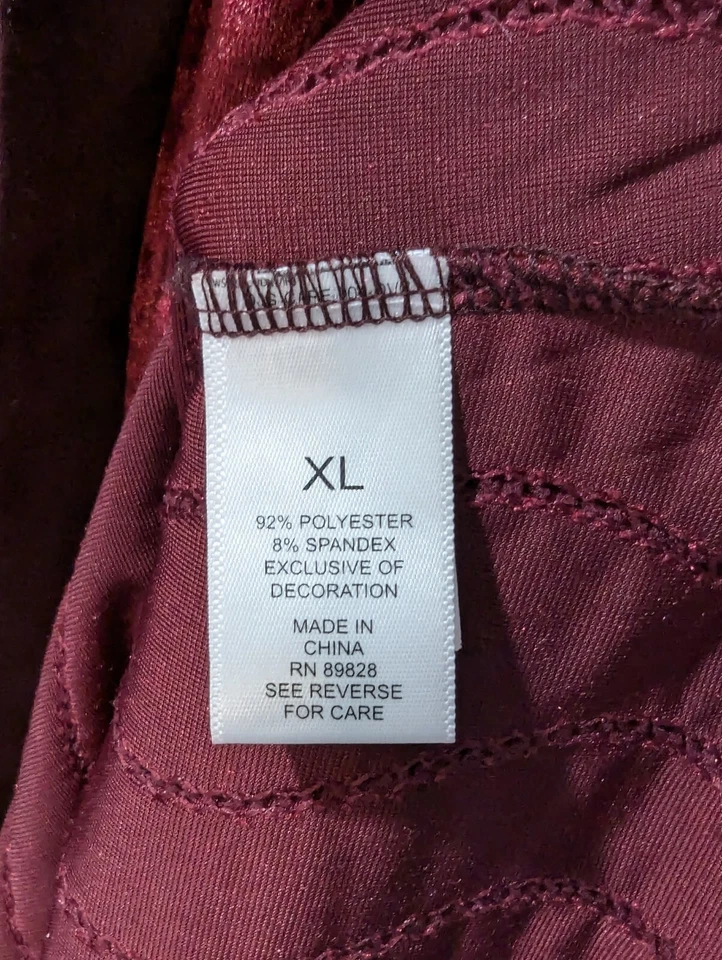 XL
92% POLYESTER
8% SPANDEX
EXCLUSIVE OF
DECORATION
MADE IN
CHINA
RN 89828
SEE REVERSE
FOR CARE